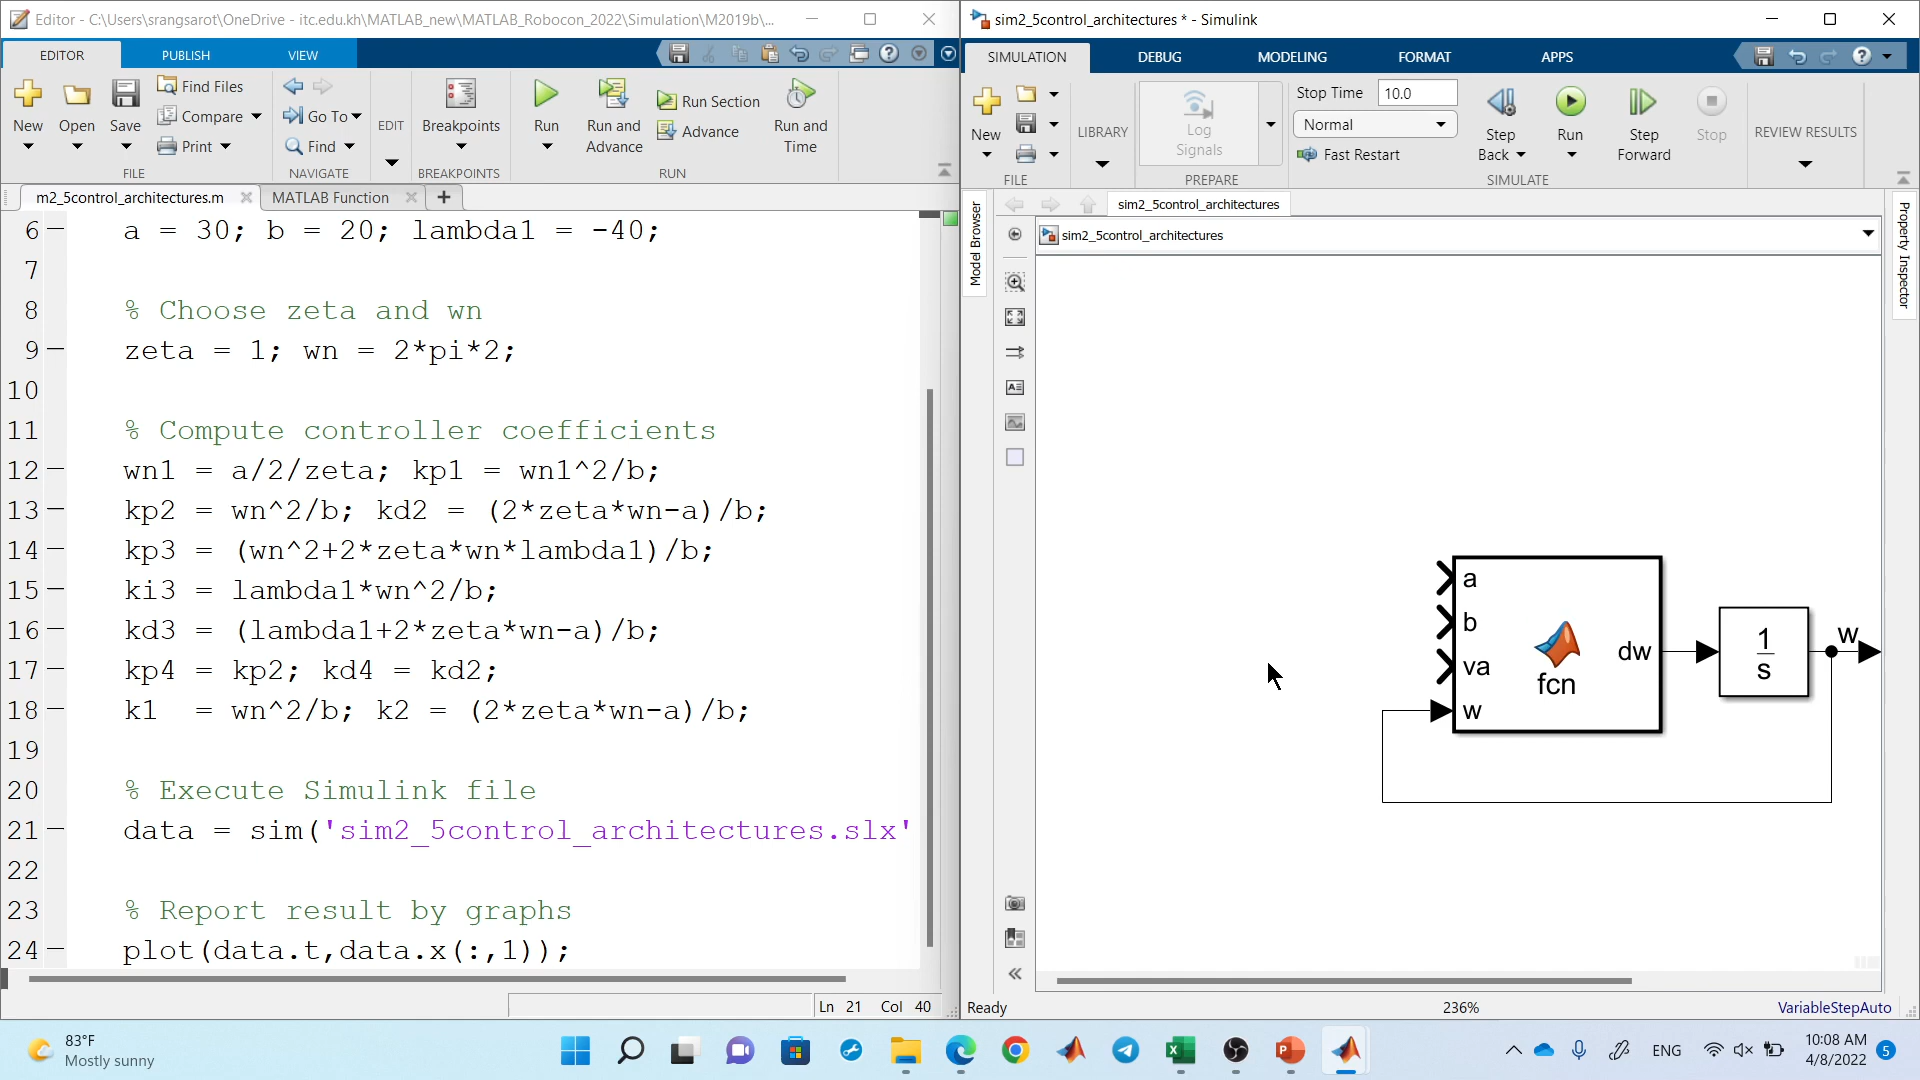 Editor - C:\Users\srangsarot\OneDrive - itc.edu.kh\MATLAB_new\MATLAB_Robocon_2022\Simulation\M2019b\...
EDITOR PUBLISH VIEW
New Open Save
Find Files
Compare
Print
FILE
Go To
Find
NAVIGATE
EDIT
Breakpoints
BREAKPOINTS
Run
Run and Advance
Run Section
Advance
Run and Time
RUN
m2_5control_architectures.m MATLAB Function
6 a = 30; b = 20; lambda1 = -40;
7
8 % Choose zeta and wn
9 zeta = 1; wn = 2*pi*2;
10
11 % Compute controller coefficients
12 wn1 = a/2/zeta; kp1 = wn1^2/b;
13 kp2 = wn^2/b; kd2 = (2*zeta*wn-a)/b;
14 kp3 = (wn^2+2*zeta*wn*lambda1)/b;
15 ki3 = lambda1*wn^2/b;
16 kd3 = (lambda1+2*zeta*wn-a)/b;
17 kp4 = kp2; kd4 = kd2;
18 k1 = wn^2/b; k2 = (2*zeta*wn-a)/b;
19
20 % Execute Simulink file
21 data = sim('sim2_5control_architectures.slx'
22
23 % Report result by graphs
24 plot(data.t,data.x(:,1));
Ln 21 Col 40
sim2_5control_architectures * - Simulink
SIMULATION DEBUG MODELING FORMAT APPS
New
FILE
LIBRARY
Log Signals
PREPARE
Stop Time 10.0
Normal
Fast Restart
Step Back
Run
Step Forward
Stop
SIMULATE
REVIEW RESULTS
Model Browser
sim2_5control_architectures
sim2_5control_architectures
Property Inspector
a
b
va
w
fcn
dw
1
s
w
Ready 236% VariableStepAuto
83°F
Mostly sunny
ENG
10:08 AM
4/8/2022
5